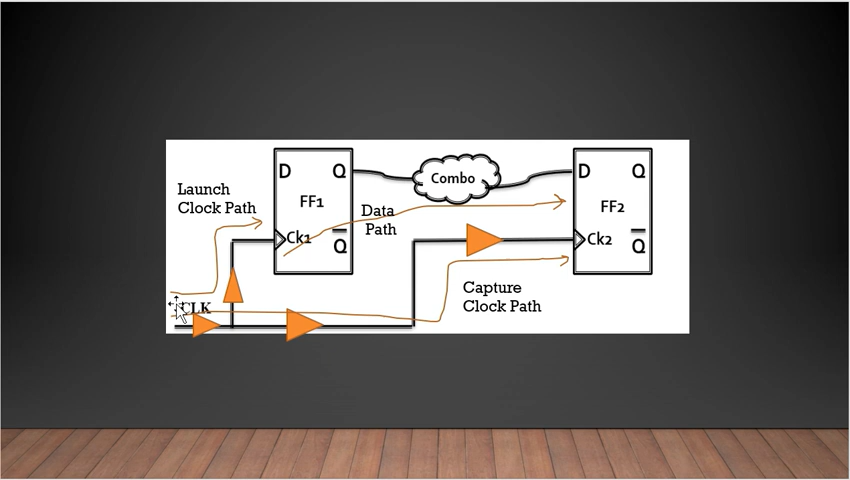 D Q
Combo
D Q
Launch
Clock Path
FF1
Data
Path
FF2
Ck1
Q
Ck2
Q
Capture
Clock Path
CLK